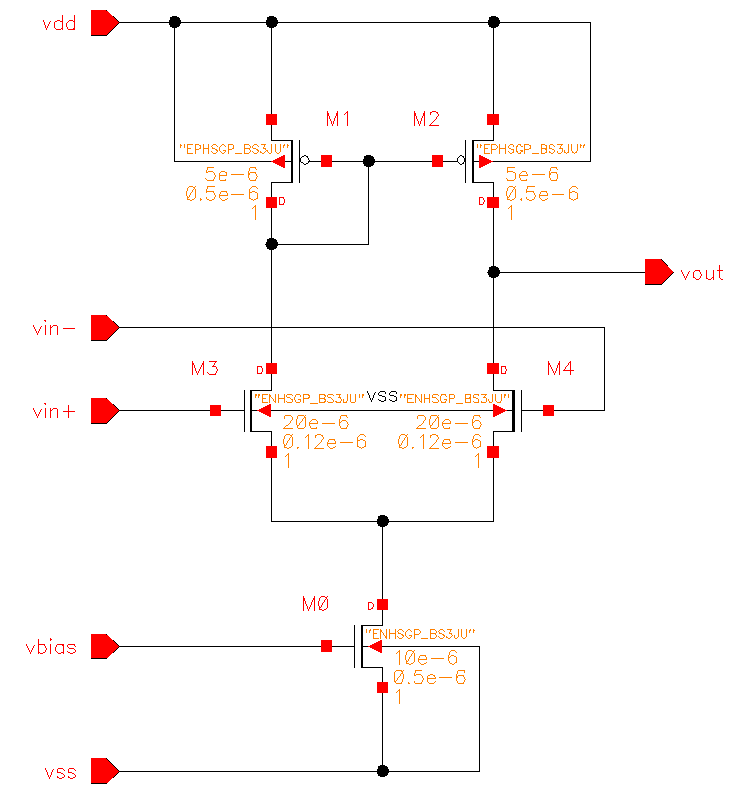 vdd
M1
M2
"EPHSGP_BS3JU"
"EPHSGP_BS3JU"
5e-6
5e-6
0.5e-6
0.5e-6
D
D
1
1
vout
vin-
M3
D
D
M4
"ENHSGP_BS3JU"
VSS
"ENHSGP_BS3JU"
vin+
20e-6
20e-6
0.12e-6
0.12e-6
1
1
M0
D
"ENHSGP_BS3JU"
vbias
10e-6
0.5e-6
1
vss